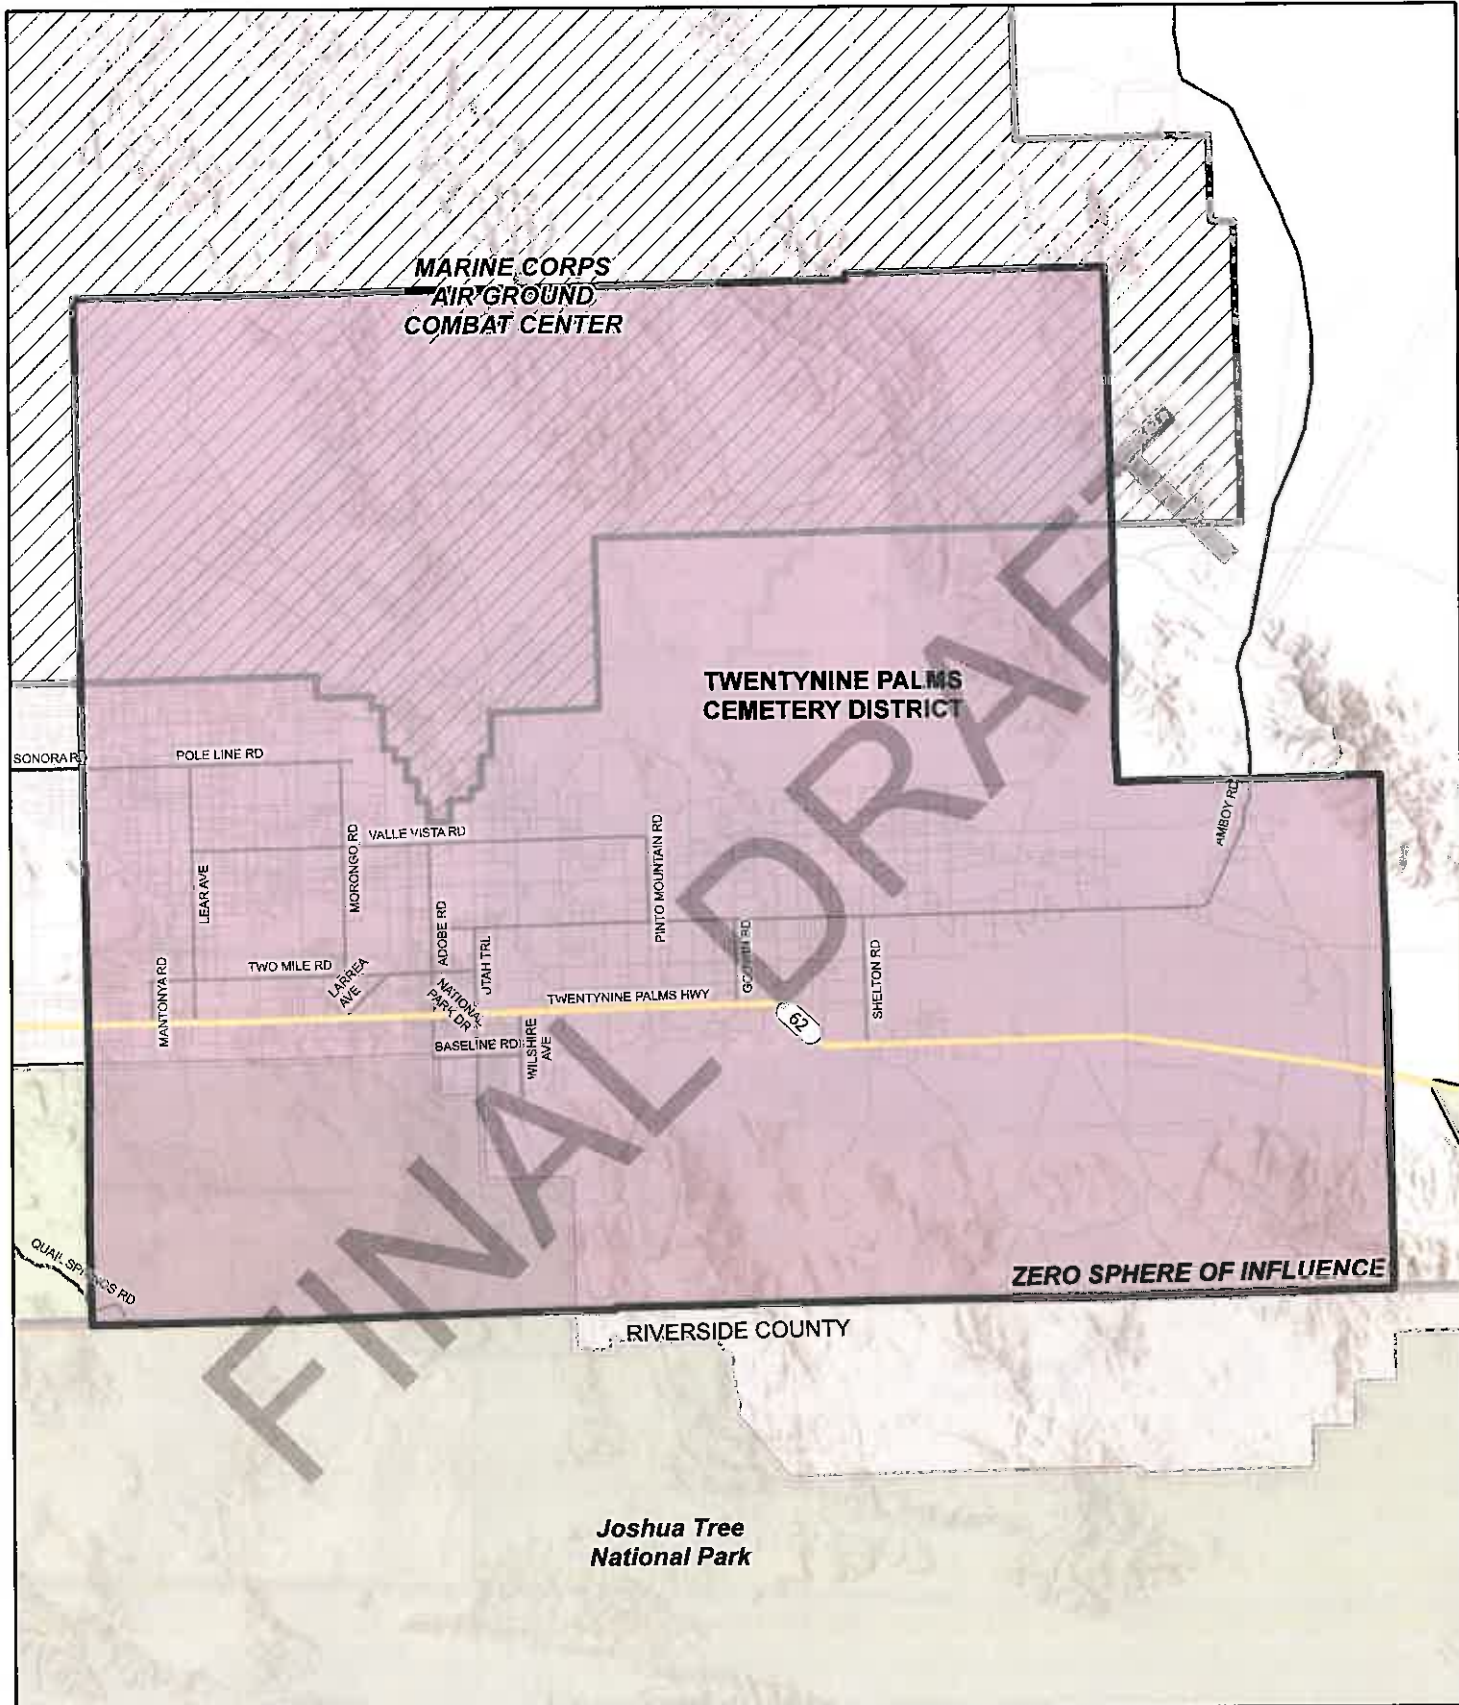 MARINE CORPS
AIR GROUND
COMBAT CENTER
TWENTYNINE PALMS
CEMETERY DISTRICT
SONORA RD
POLE LINE RD
VALLE VISTA RD
MORONGO RD
LEAR AVE
PINTO MOUNTAIN RD
AMBOY RD
ADOBE RD
UTAH TRL
GODWIN RD
SHELTON RD
MANTONYA RD
TWO MILE RD
LARREA
AVE
NATIONAL
PARK DR
TWENTYNINE PALMS HWY
62
BASELINE RD
WILSHIRE
AVE
QUAIL SPRINGS RD
ZERO SPHERE OF INFLUENCE
RIVERSIDE COUNTY
Joshua Tree
National Park
FINAL DRAFT